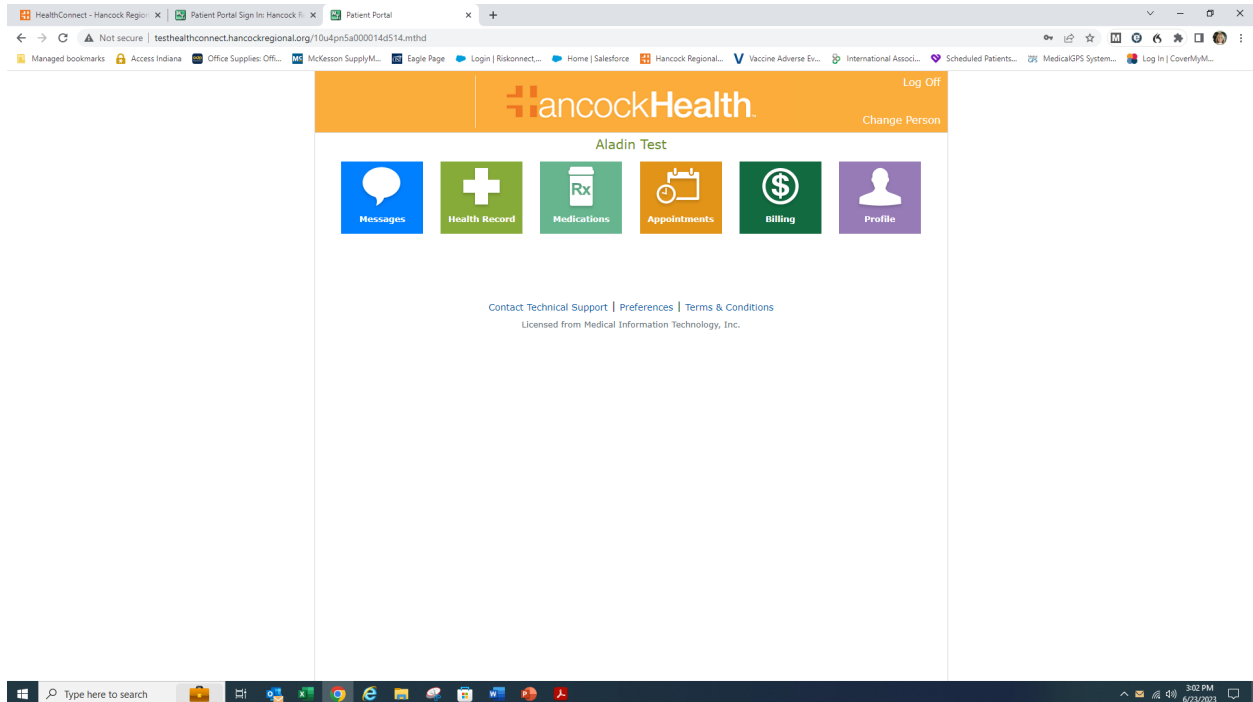 HealthConnect - Hancock Region
Patient Portal Sign In: Hancock R
Patient Portal
Not secure | testhealthconnect.hancockregional.org/10u4pn5a000014d514.mthd
Managed bookmarks Access Indiana Office Supplies: Offi... McKesson SupplyM... Eagle Page Login | Riskonnect,... Home | Salesforce Hancock Regional... Vaccine Adverse Ev... International Associ... Scheduled Patients... MedicalGPS System... Log In | CoverMyM...
Log Off
HancockHealth.
Change Person
Aladin Test
Messages Health Record Rx Medications Appointments $ Billing Profile
Contact Technical Support | Preferences | Terms & Conditions
Licensed from Medical Information Technology, Inc.
Type here to search
3:02 PM
6/23/2023